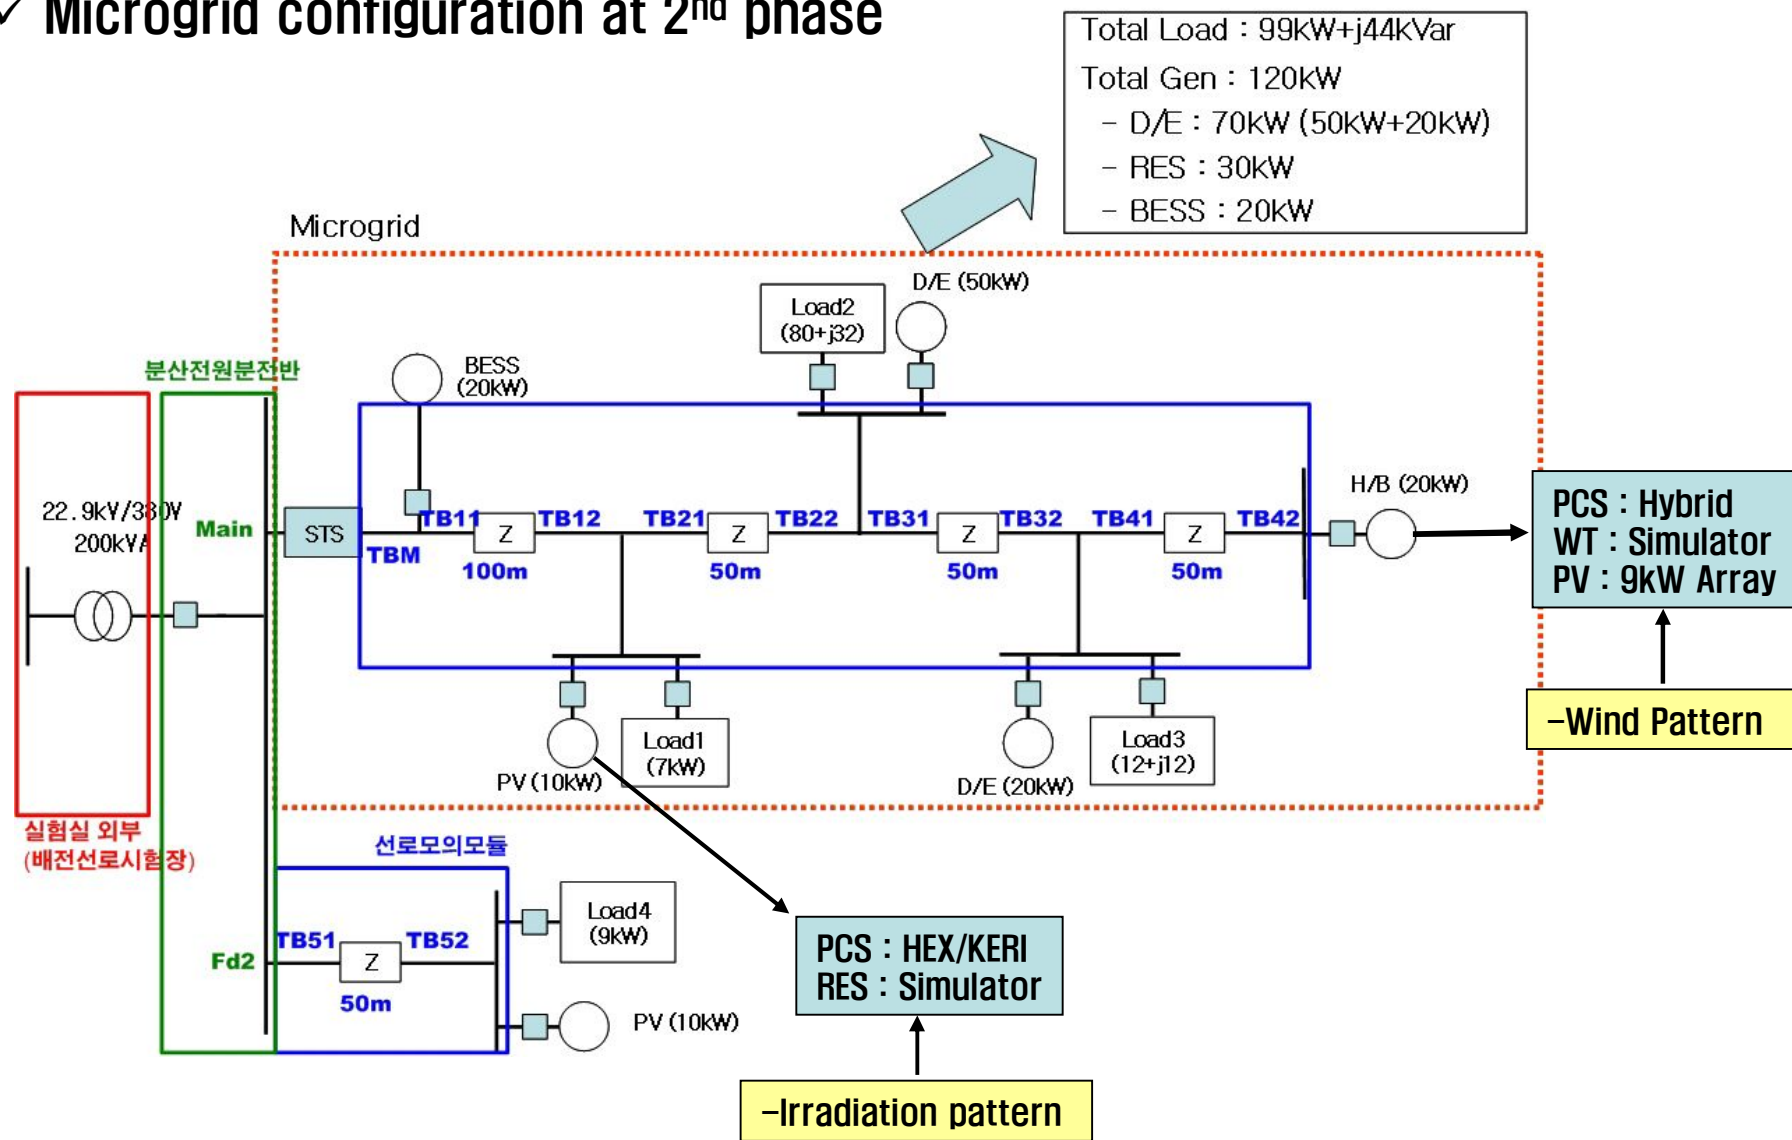 ✓ Microgrid configuration at 2nd phase
Total Load : 99kW+j44kVar
Total Gen : 120kW
- D/E : 70kW (50kW+20kW)
- RES : 30kW
- BESS : 20kW
Microgrid
D/E (50kW)
Load2
(80+j32)
BESS
(20kW)
분산전원분전반
22.9kV/380V
200kVA
Main
STS
TBM
TB11
Z
TB12
100m
TB21
Z
TB22
50m
TB31
Z
TB32
50m
TB41
Z
TB42
50m
H/B (20kW)
PCS : Hybrid
WT : Simulator
PV : 9kW Array
-Wind Pattern
PV (10kW)
Load1
(7kW)
D/E (20kW)
Load3
(12+j12)
실험실 외부
(배전선로시험장)
선로모의모듈
Fd2
TB51
Z
TB52
50m
Load4
(9kW)
PV (10kW)
PCS : HEX/KERI
RES : Simulator
-Irradiation pattern